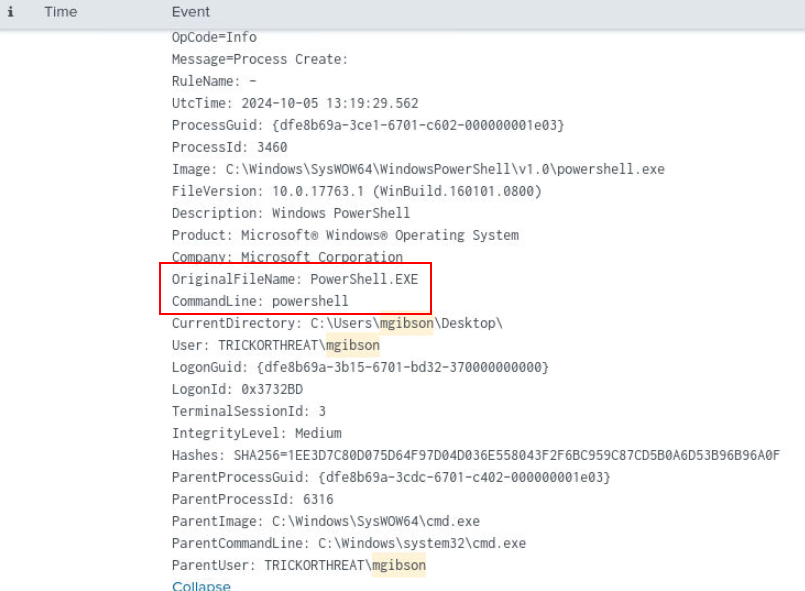 i Time Event
OpCode=Info
Message=Process Create:
RuleName: -
UtcTime: 2024-10-05 13:19:29.562
ProcessGuid: {dfe8b69a-3ce1-6701-c602-000000001e03}
ProcessId: 3460
Image: C:\Windows\SysWOW64\WindowsPowerShell\v1.0\powershell.exe
FileVersion: 10.0.17763.1 (WinBuild.160101.0800)
Description: Windows PowerShell
Product: Microsoft® Windows® Operating System
Company: Microsoft Corporation
OriginalFileName: PowerShell.EXE
CommandLine: powershell
CurrentDirectory: C:\Users\mgibson\Desktop\
User: TRICKORTHREAT\mgibson
LogonGuid: {dfe8b69a-3b15-6701-bd32-370000000000}
LogonId: 0x3732BD
TerminalSessionId: 3
IntegrityLevel: Medium
Hashes: SHA256=1EE3D7C80D075D64F97D04D036E558043F2F6BC959C87CD5B0A6D53B96B96A0F
ParentProcessGuid: {dfe8b69a-3cdc-6701-c402-000000001e03}
ParentProcessId: 6316
ParentImage: C:\Windows\SysWOW64\cmd.exe
ParentCommandLine: C:\Windows\system32\cmd.exe
ParentUser: TRICKORTHREAT\mgibson
Collapse